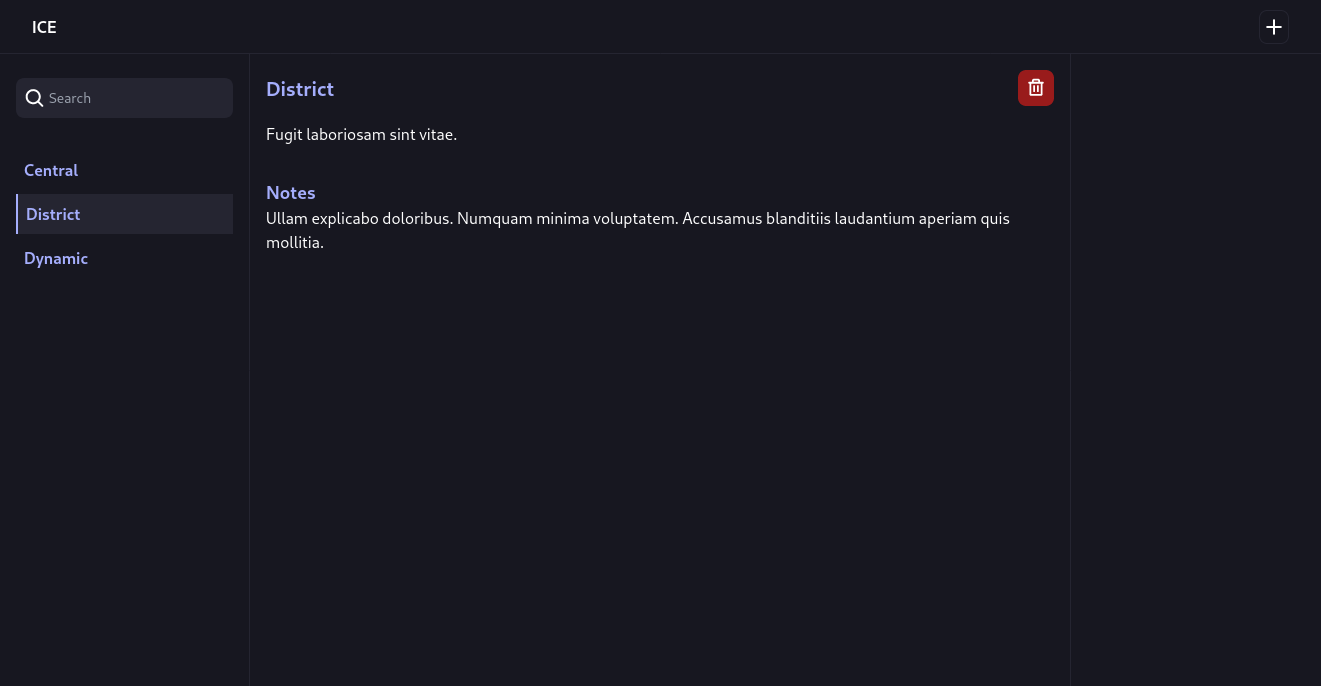 ICE
Search
Central
District
Dynamic
District
Fugit laboriosam sint vitae.
Notes
Ullam explicabo doloribus. Numquam minima voluptatem. Accusamus blanditiis laudantium aperiam quis
mollitia.